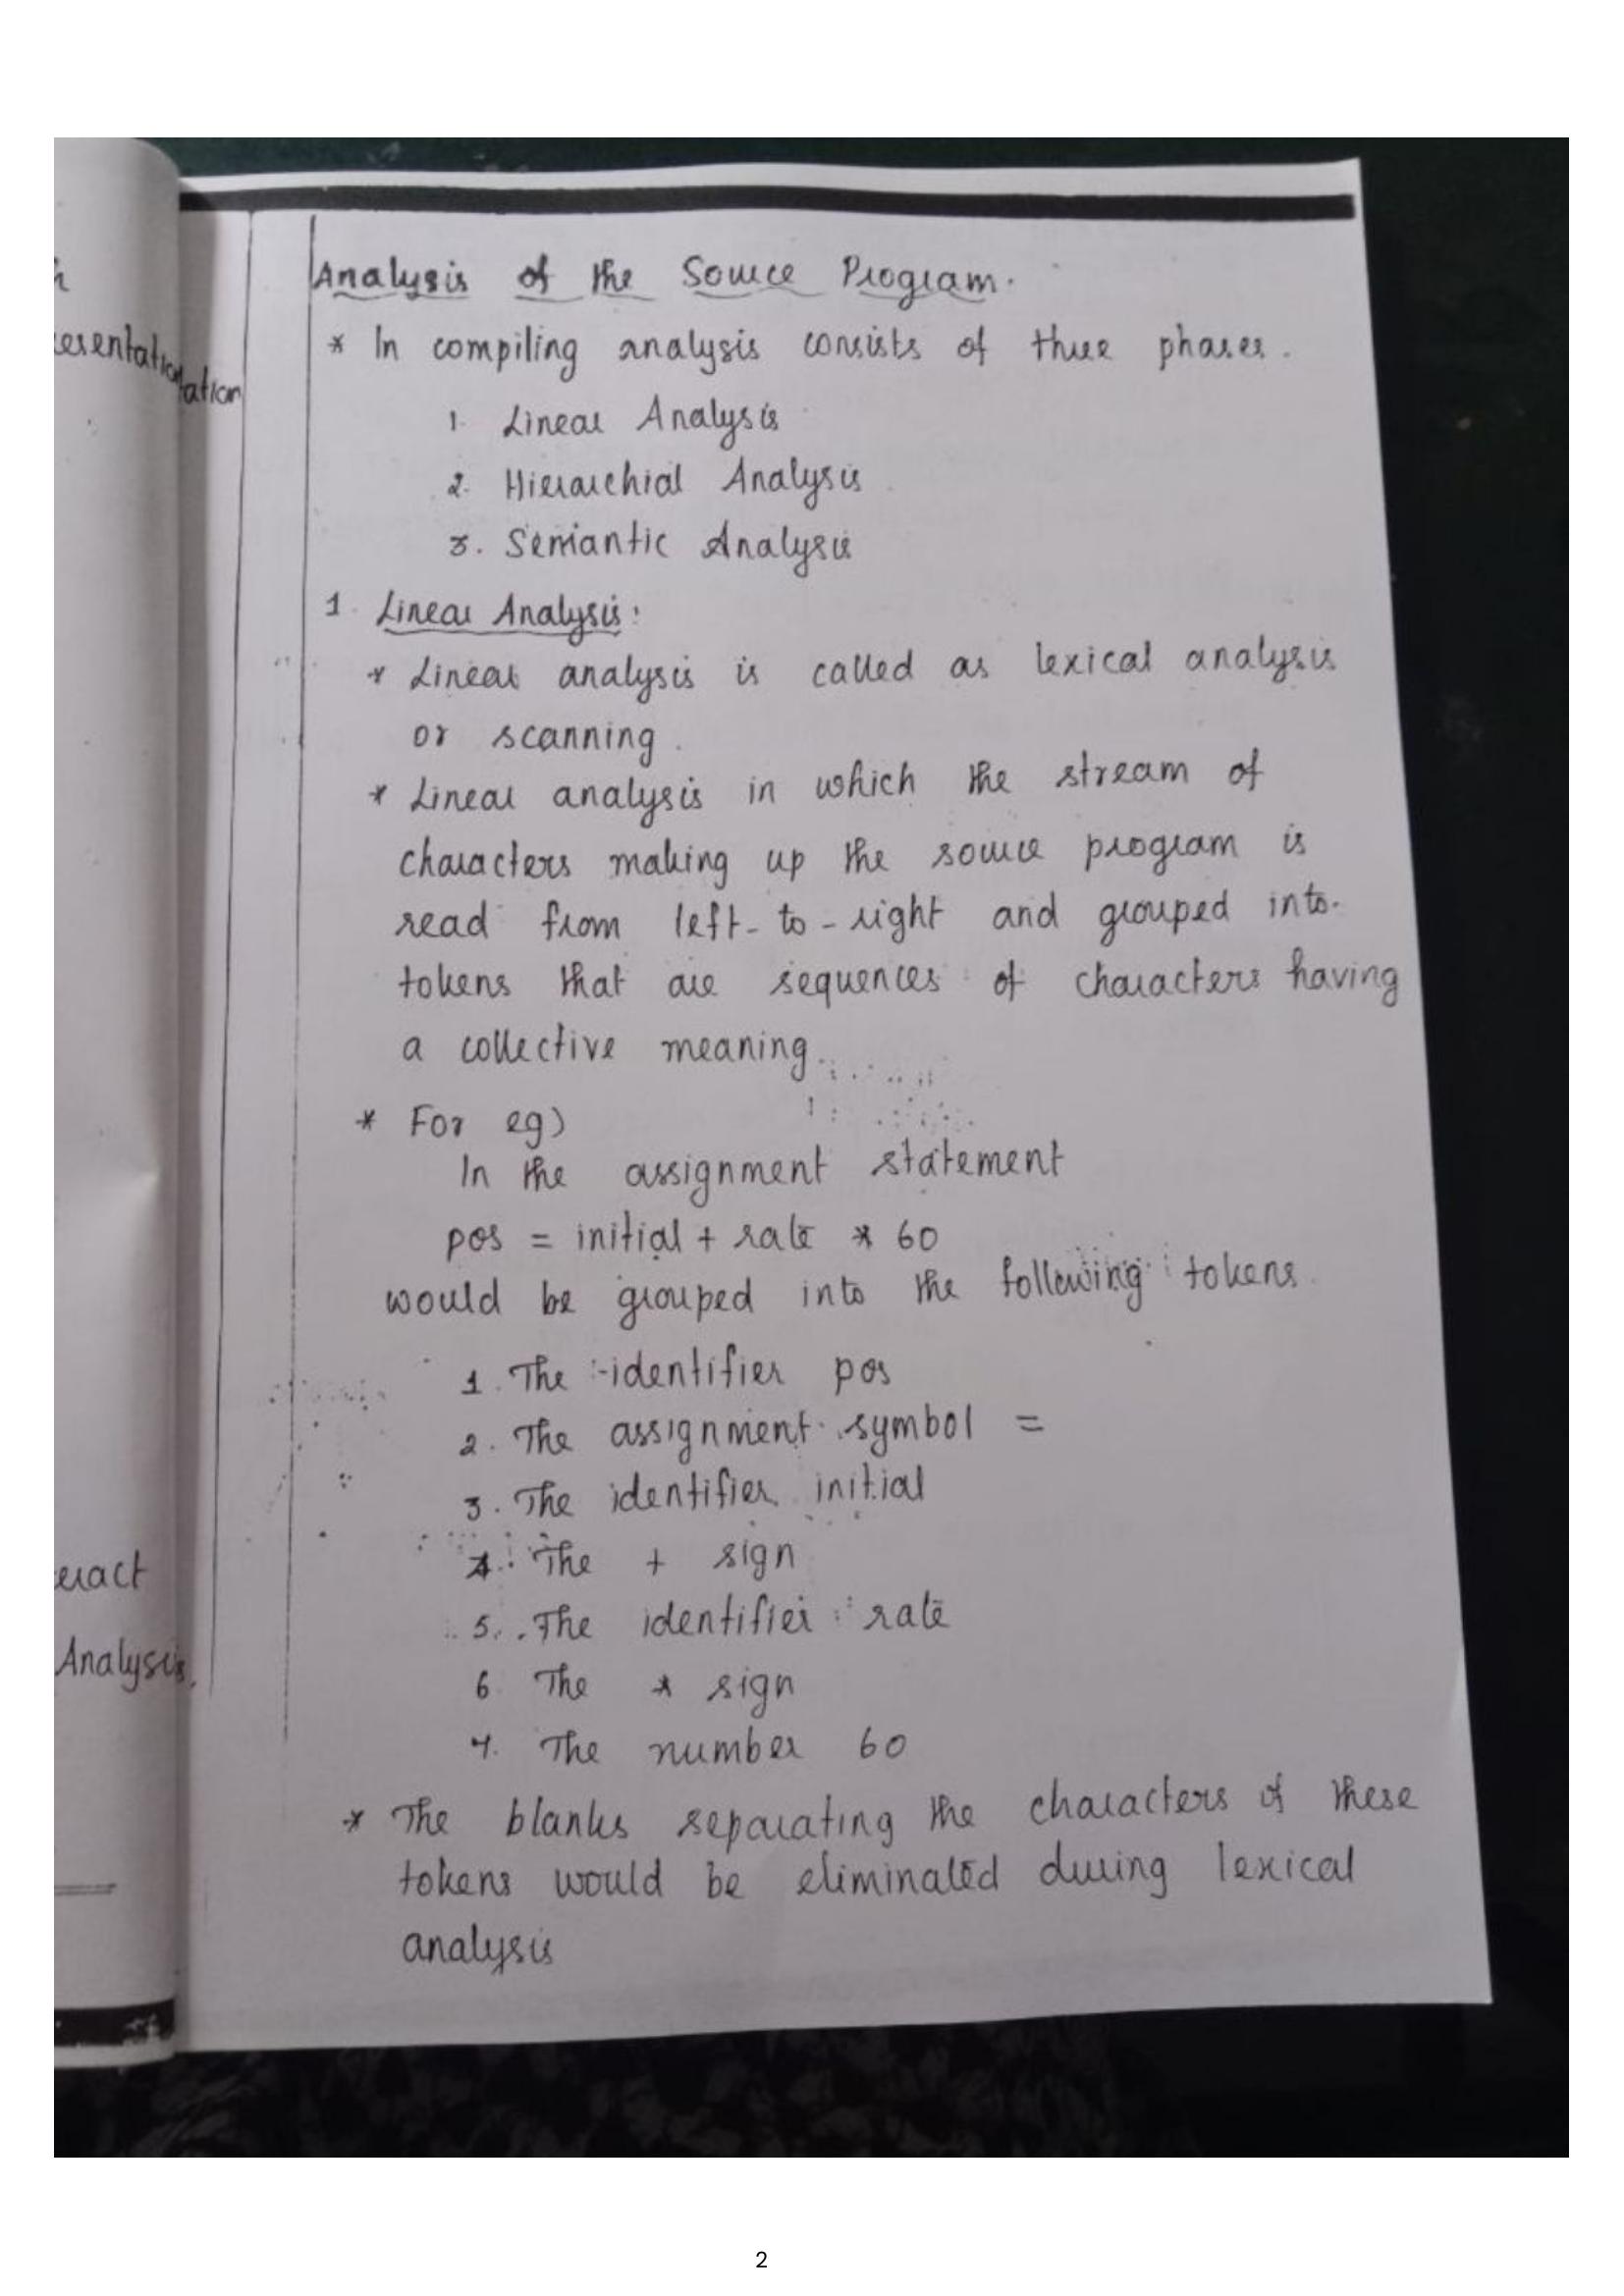 Analysis of the Source Program.
* In compiling analysis consists of three phases.
1. Linear Analysis
2. Hierarchial Analysis
3. Semantic Analysis
1. Linear Analysis:
* Linear analysis is called as lexical analysis
or scanning.
* Linear analysis in which the stream of
characters making up the source program is
read from left-to-right and grouped into
tokens that are sequences of characters having
a collective meaning.
* For eg)
In the assignment statement
pos = initial + rate * 60
would be grouped into the following tokens.
1. The identifier pos
2. The assignment symbol =
3. The identifier initial
4. The + sign
5. The identifier rate
6. The * sign
7. The number 60
* The blanks separating the characters of these
tokens would be eliminated during lexical
analysis
esentation
ation
eract
Analysis.
2